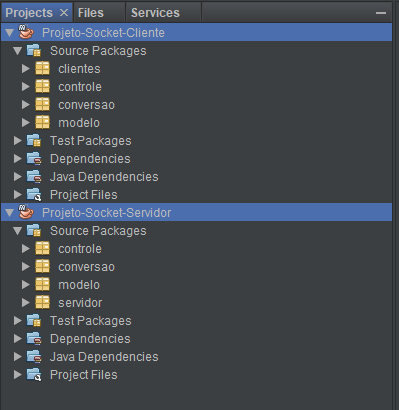 Projects Files Services
Projeto-Socket-Cliente
Source Packages
clientes
controle
conversao
modelo
Test Packages
Dependencies
Java Dependencies
Project Files
Projeto-Socket-Servidor
Source Packages
controle
conversao
modelo
servidor
Test Packages
Dependencies
Java Dependencies
Project Files